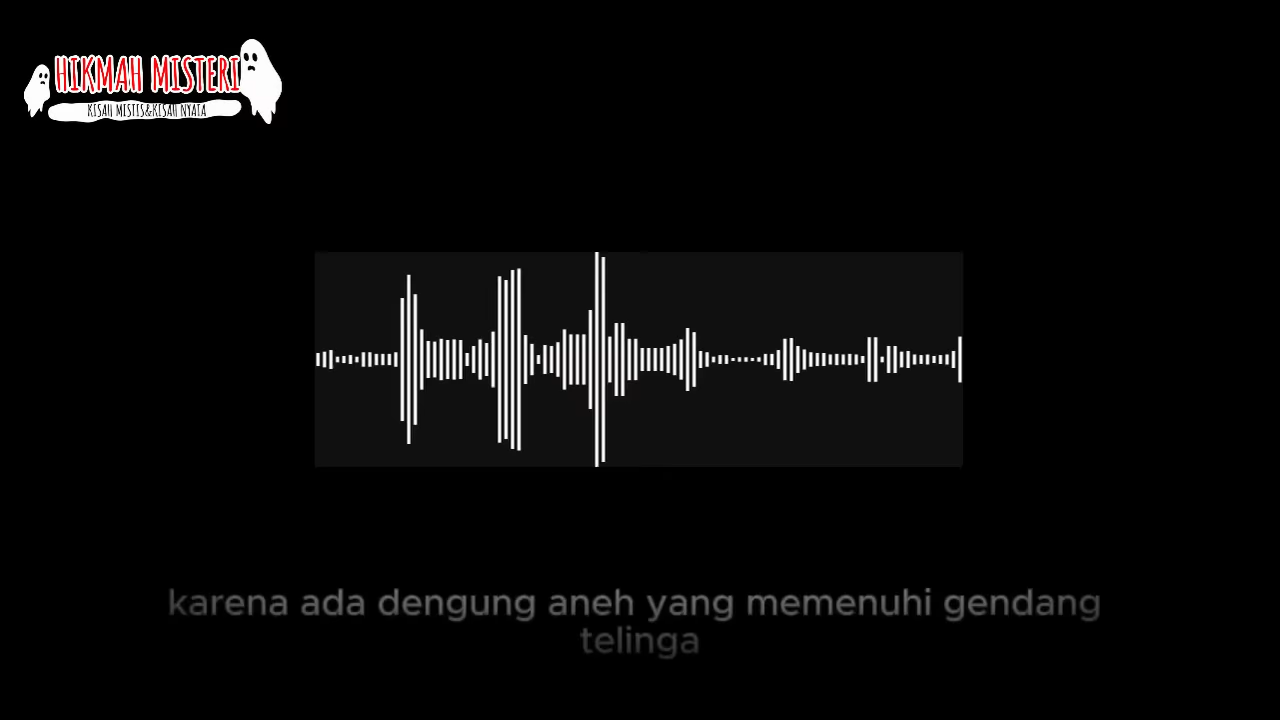 HIKMAH MISTERI
KISAH MISTIS&KISAH NYATA
karena ada dengung aneh yang memenuhi gendang
telinga